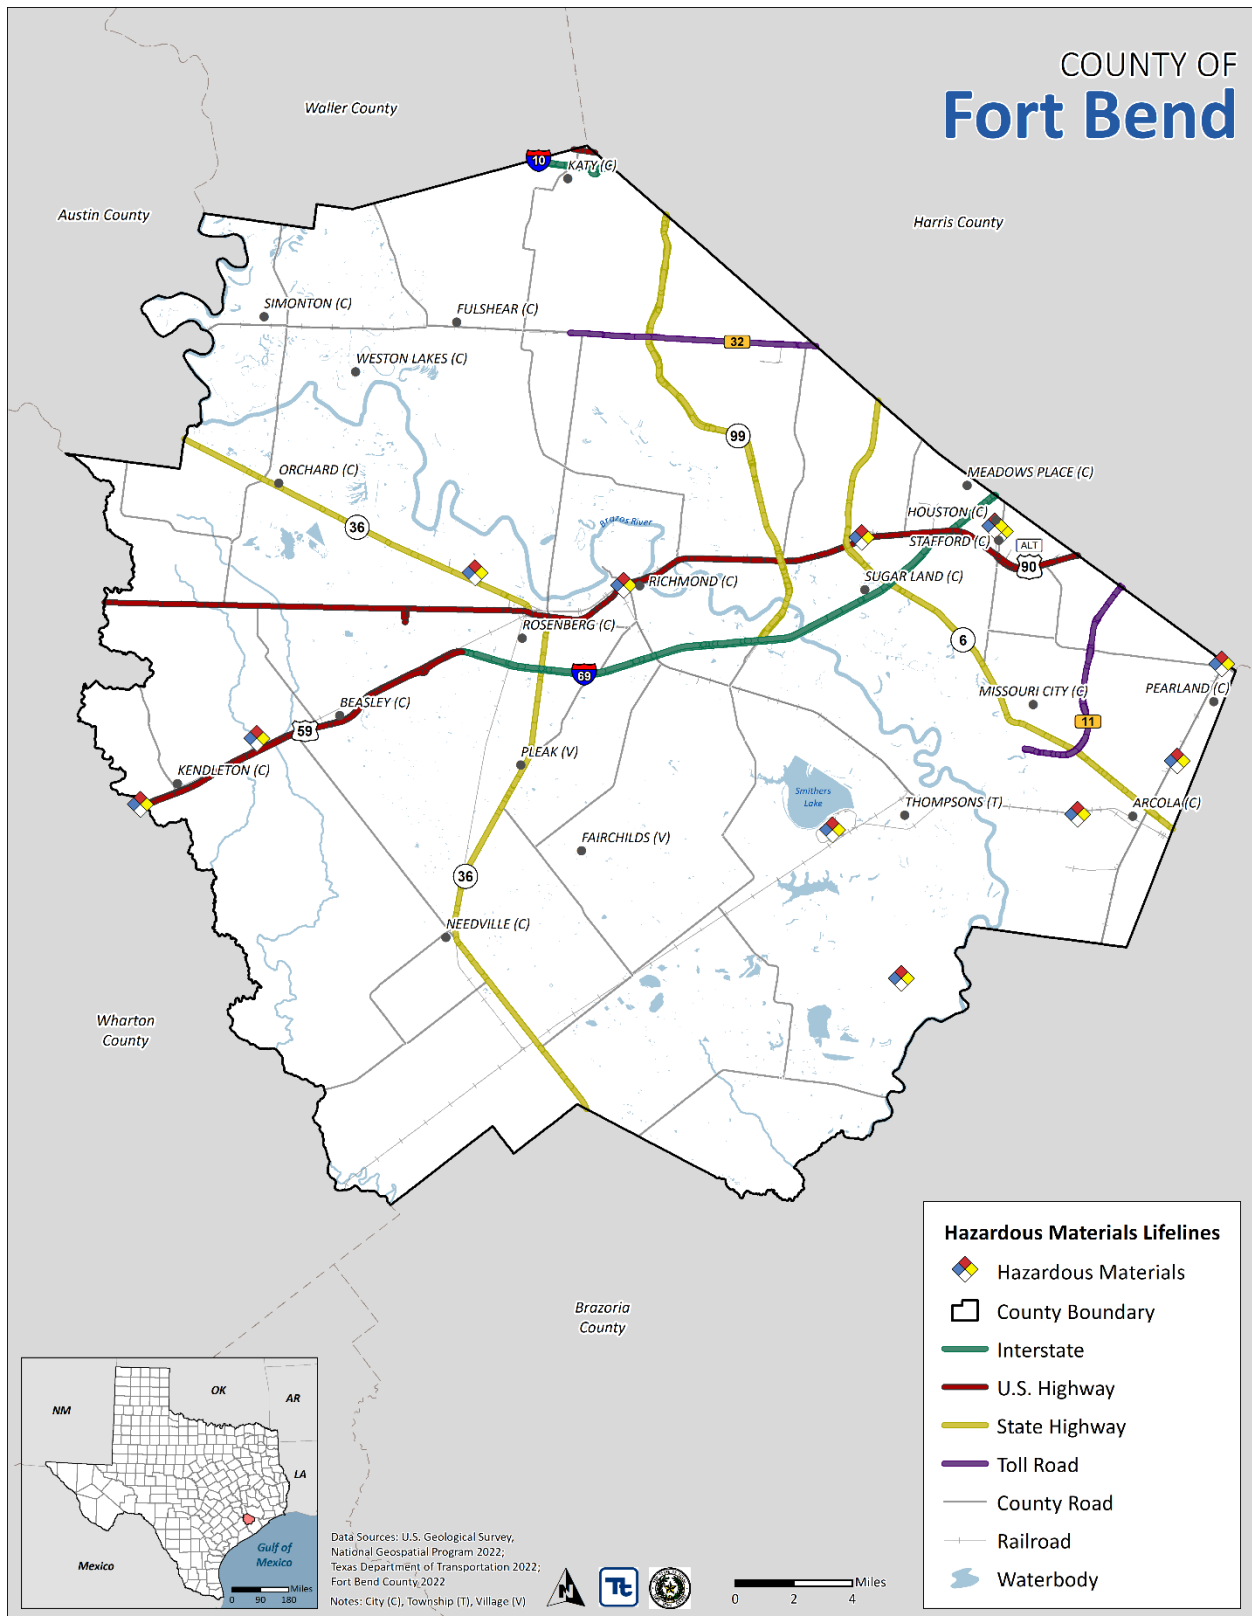 COUNTY OF
Fort Bend
Waller County
10
KATY (C)
Austin County
Harris County
SIMONTON (C)
FULSHEAR (C)
32
WESTON LAKES (C)
99
ORCHARD (C)
MEADOWS PLACE (C)
36
HOUSTON (C)
Brazos River
STAFFORD (C)
ALT
90
RICHMOND (C)
SUGAR LAND (C)
ROSENBERG (C)
6
69
MISSOURI CITY (C)
PEARLAND (C)
BEASLEY (C)
59
11
PLEAK (V)
KENDLETON (C)
Smithers
Lake
THOMPSONS (T)
ARCOLA (C)
FAIRCHILDS (V)
36
NEEDVILLE (C)
Wharton
County
Brazoria
County
Hazardous Materials Lifelines
Hazardous Materials
County Boundary
Interstate
U.S. Highway
State Highway
Toll Road
County Road
Railroad
Waterbody
NM
OK
AR
LA
Mexico
Gulf of
Mexico
Miles
0 90 180
Data Sources: U.S. Geological Survey,
National Geospatial Program 2022;
Texas Department of Transportation 2022;
Fort Bend County 2022
Notes: City (C), Township (T), Village (V)
N
Tt
Miles
0 2 4